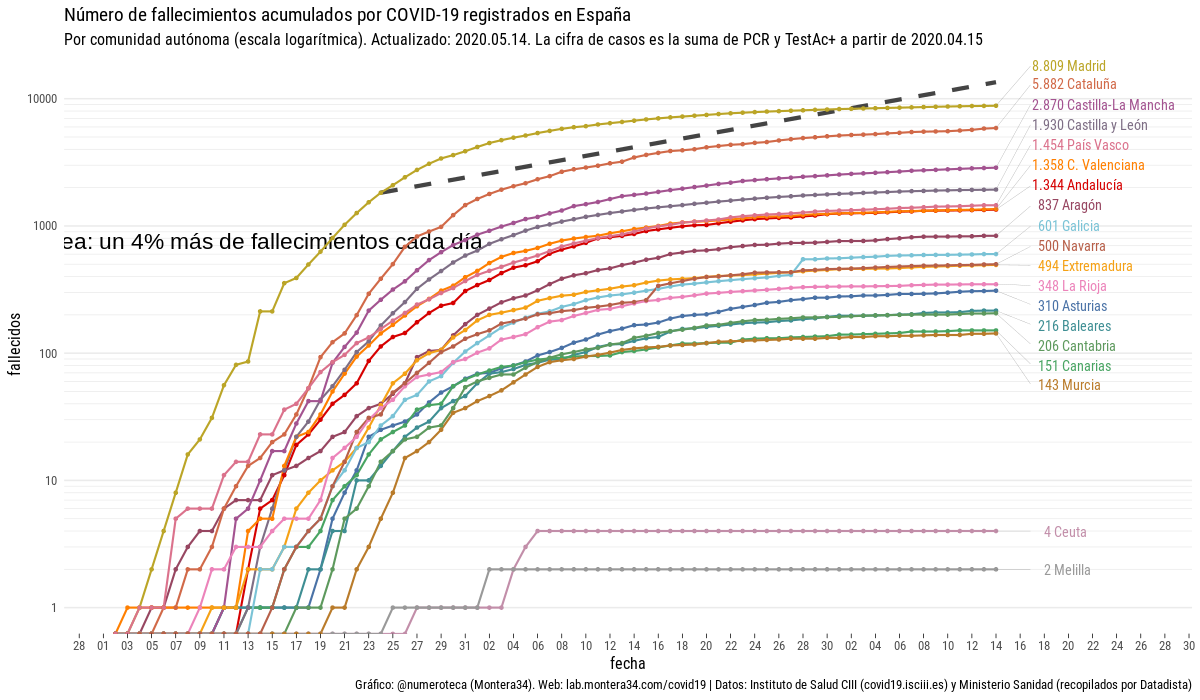 Número de fallecimientos acumulados por COVID-19 registrados en España
Por comunidad autónoma (escala logarítmica). Actualizado: 2020.05.14. La cifra de casos es la suma de PCR y TestAc+ a partir de 2020.04.15
8.809 Madrid
5.882 Cataluña
2.870 Castilla-La Mancha
1.930 Castilla y León
1.454 País Vasco
1.358 C. Valenciana
1.344 Andalucía
837 Aragón
601 Galicia
500 Navarra
494 Extremadura
348 La Rioja
310 Asturias
216 Baleares
206 Cantabria
151 Canarias
143 Murcia
4 Ceuta
2 Melilla
10000
1000
100
10
1
fallecidos
ea: un 4% más de fallecimientos cada día
28 01 03 05 07 09 11 13 15 17 19 21 23 25 27 29 31 02 04 06 08 10 12 14 16 18 20 22 24 26 28 30 02 04 06 08 10 12 14 16 18 20 22 24 26 28 30
fecha
Gráfico: @numeroteca (Montera34). Web: lab.montera34.com/covid19 | Datos: Instituto de Salud CIII (covid19.isciii.es) y Ministerio Sanidad (recopilados por Datadista)